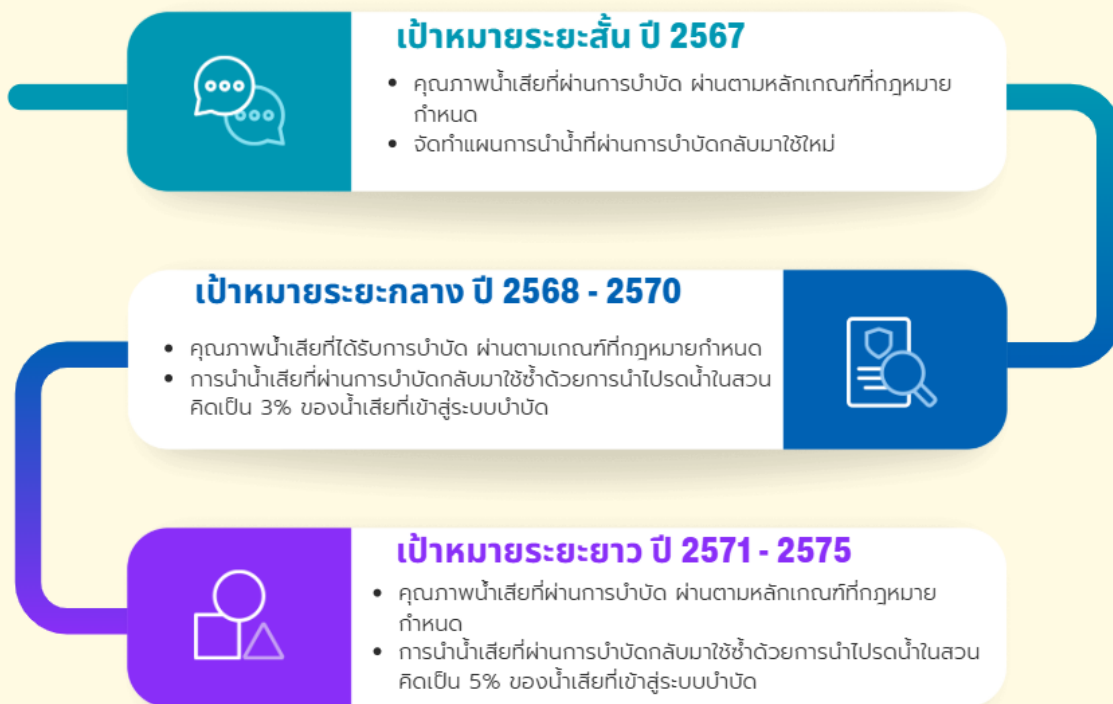 เป้าหมายระยะสั้น ปี 2567
• คุณภาพน้ำเสียที่ผ่านการบำบัด ผ่านตามหลักเกณฑ์ที่กฎหมาย
กำหนด
• จัดทำแผนการนำน้ำที่ผ่านการบำบัดกลับมาใช้ใหม่
เป้าหมายระยะกลาง ปี 2568 - 2570
• คุณภาพน้ำเสียที่ได้รับการบำบัด ผ่านตามเกณฑ์ที่กฎหมายกำหนด
• การนำน้ำเสียที่ผ่านการบำบัดกลับมาใช้ซ้ำด้วยการนำไปรดน้ำในสวน
คิดเป็น 3% ของน้ำเสียที่เข้าสู่ระบบบำบัด
เป้าหมายระยะยาว ปี 2571 - 2575
• คุณภาพน้ำเสียที่ผ่านการบำบัด ผ่านตามหลักเกณฑ์ที่กฎหมาย
กำหนด
• การนำน้ำเสียที่ผ่านการบำบัดกลับมาใช้ซ้ำด้วยการนำไปรดน้ำในสวน
คิดเป็น 5% ของน้ำเสียที่เข้าสู่ระบบบำบัด